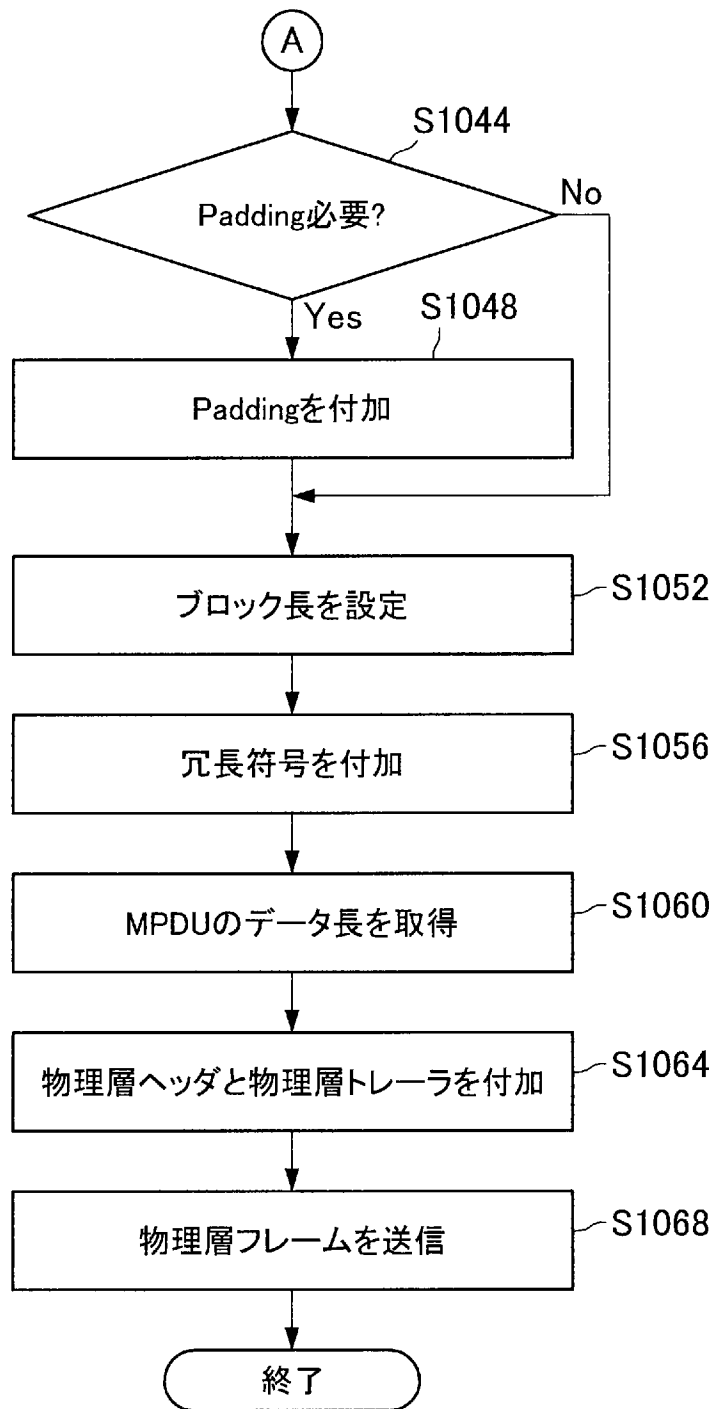 A
S1044
Padding必要?
No
Yes
S1048
Paddingを付加
ブロック長を設定
S1052
冗長符号を付加
S1056
MPDUのデータ長を取得
S1060
物理層ヘッダと物理層トレーラを付加
S1064
物理層フレームを送信
S1068
終了